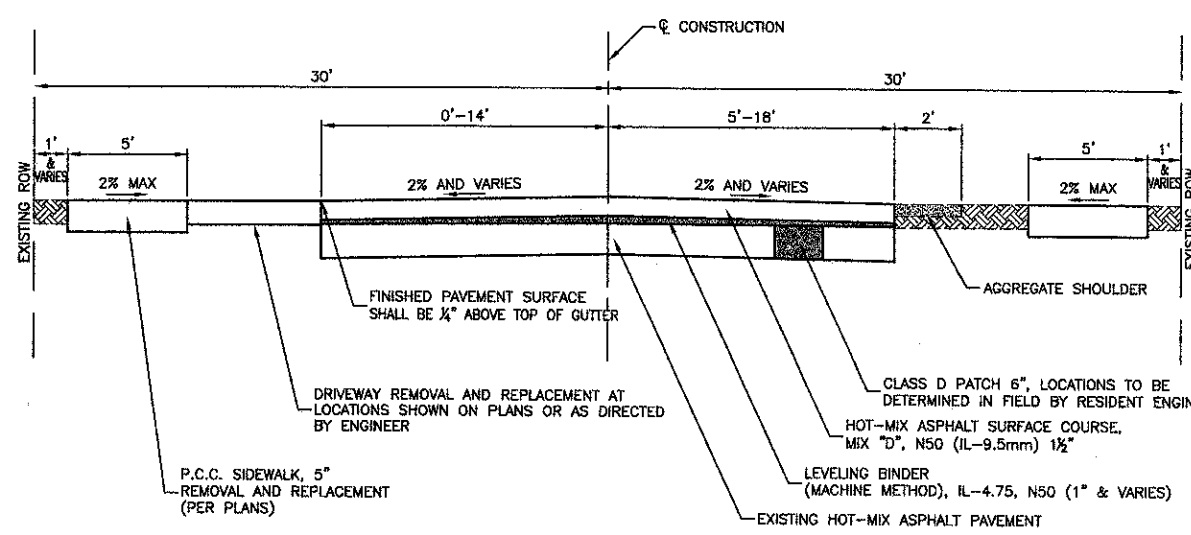 ℄ CONSTRUCTION
30'
30'
0'-14'
5'-18'
2'
1'
&
VARIES
5'
5'
1'
&
VARIES
2% MAX
2% AND VARIES
2% AND VARIES
2% MAX
EXISTING ROW
EXISTING ROW
FINISHED PAVEMENT SURFACE
SHALL BE ¼" ABOVE TOP OF GUTTER
AGGREGATE SHOULDER
DRIVEWAY REMOVAL AND REPLACEMENT AT
LOCATIONS SHOWN ON PLANS OR AS DIRECTED
BY ENGINEER
CLASS D PATCH 6", LOCATIONS TO BE
DETERMINED IN FIELD BY RESIDENT ENGIN
HOT-MIX ASPHALT SURFACE COURSE,
MIX "D", N50 (IL-9.5mm) 1½"
P.C.C. SIDEWALK, 5"
REMOVAL AND REPLACEMENT
(PER PLANS)
LEVELING BINDER
(MACHINE METHOD), IL-4.75, N50 (1" & VARIES)
EXISTING HOT-MIX ASPHALT PAVEMENT